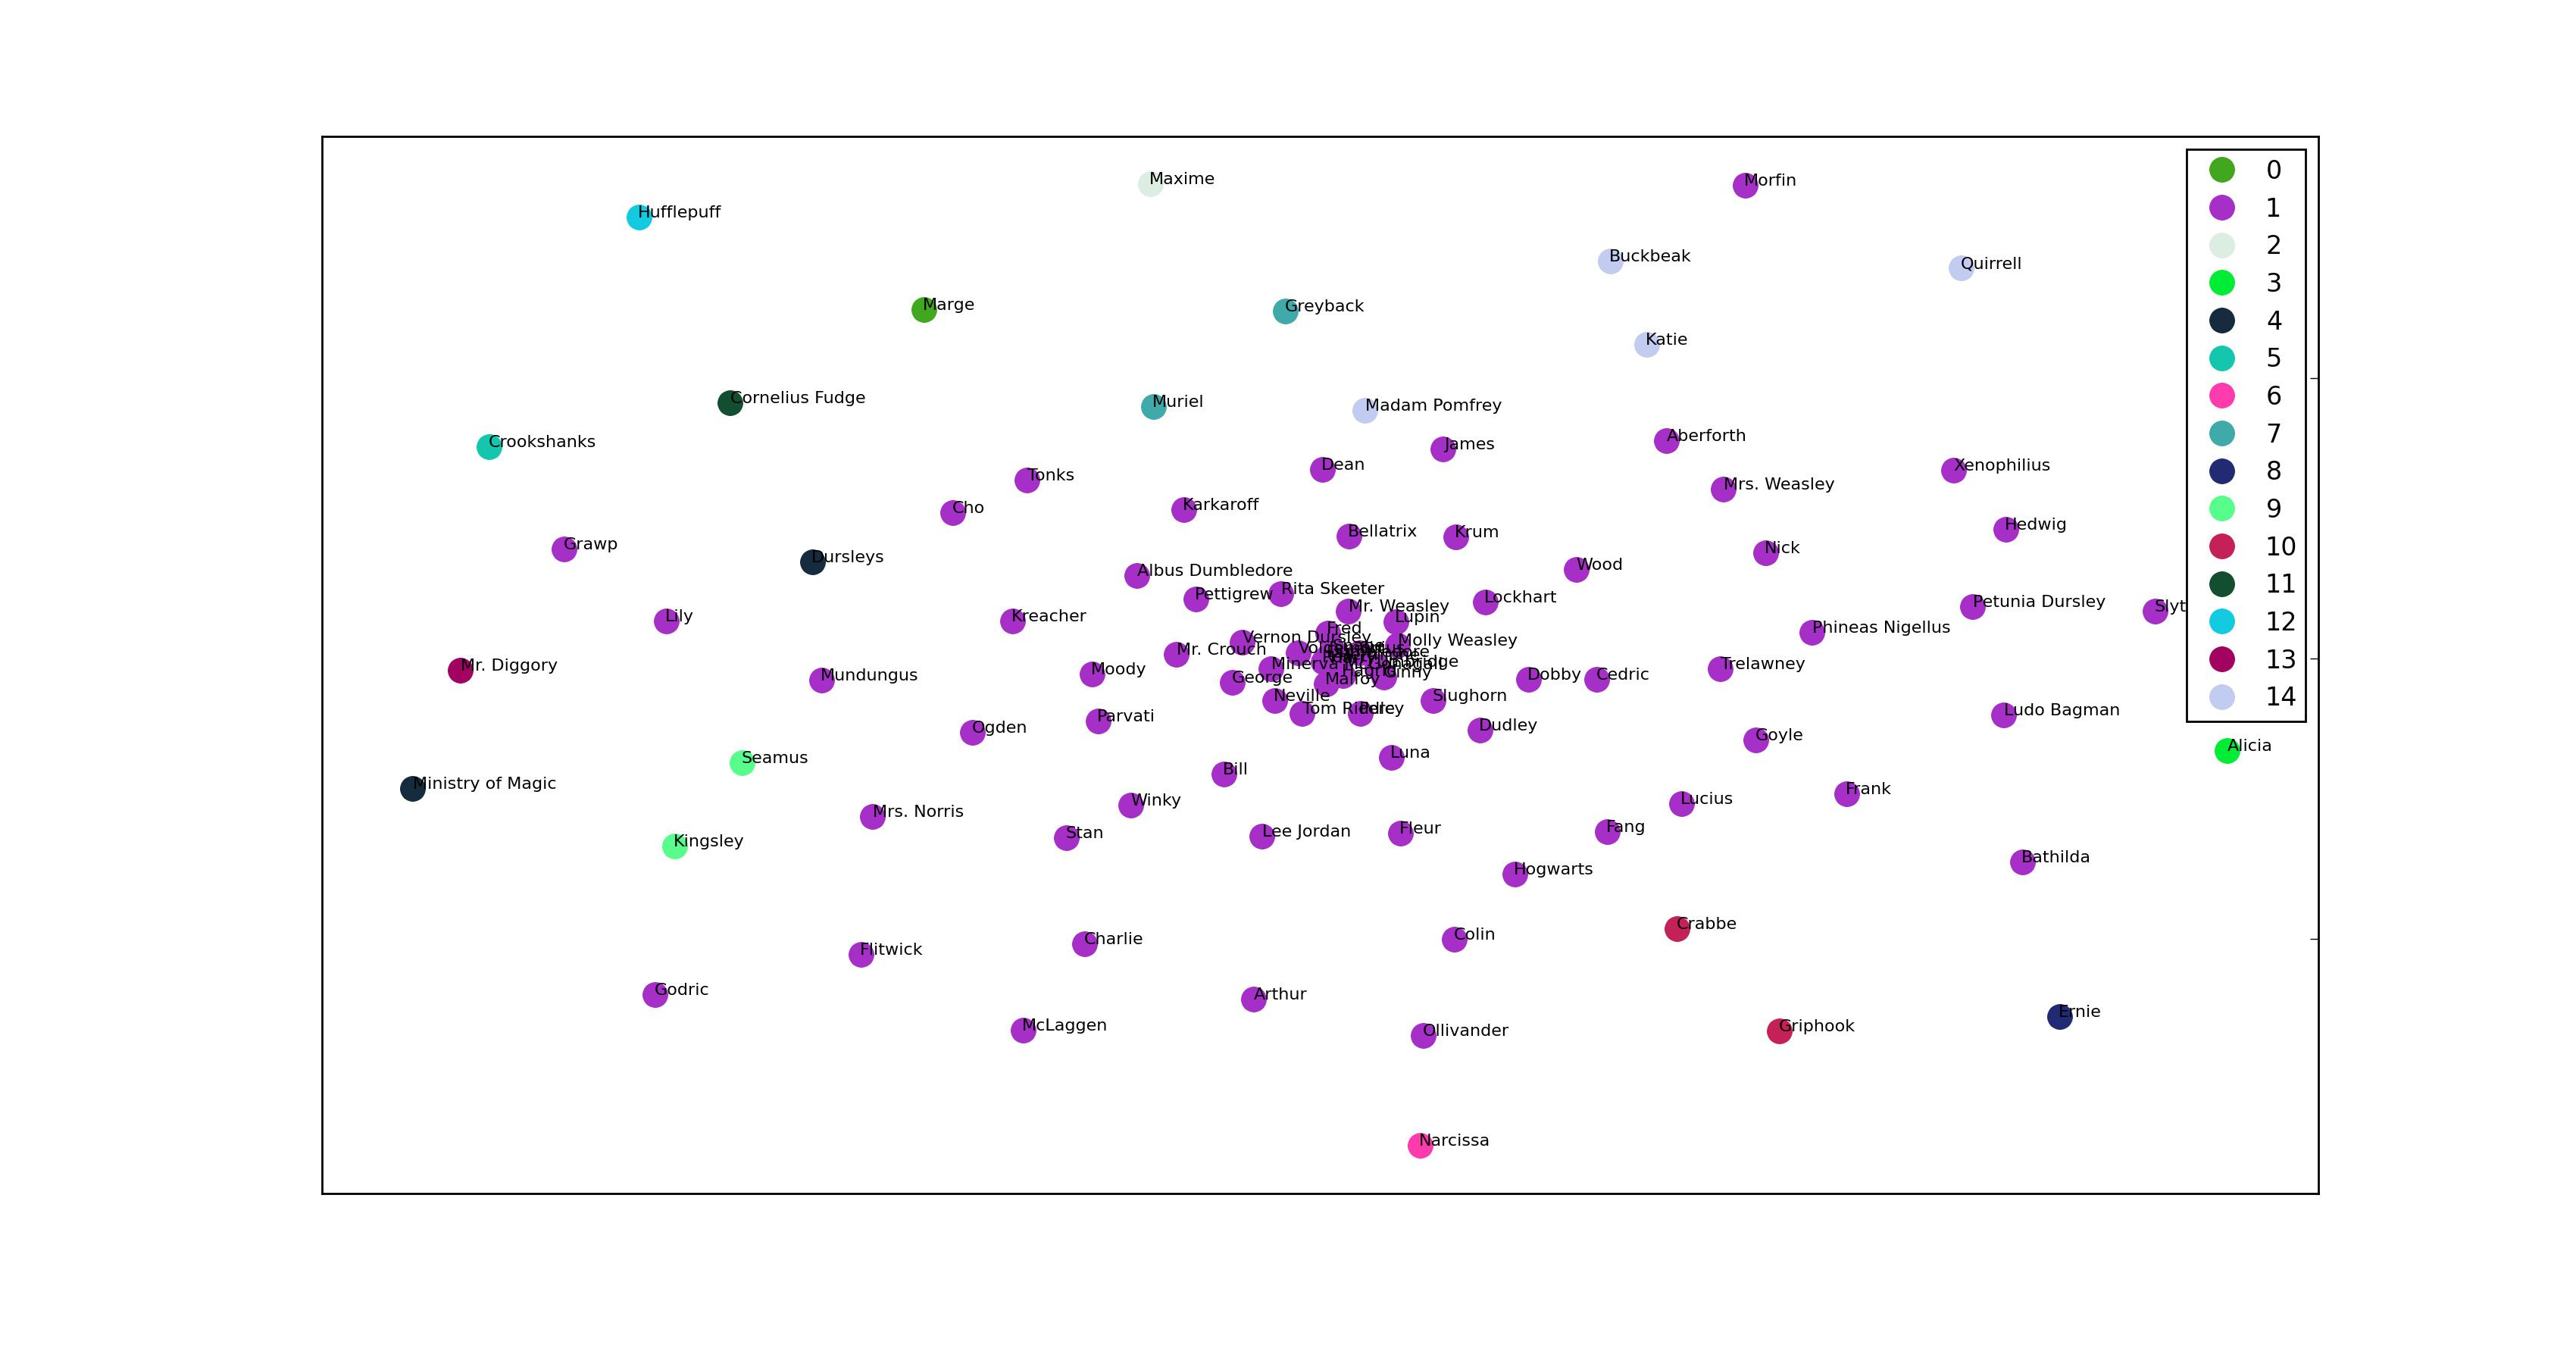 Maxime
Morfin
0
1
Hufflepuff
2
Buckbeak
Quirrell
3
Marge
Greyback
4
Katie
5
Cornelius Fudge
Muriel
Madam Pomfrey
6
Crookshanks
James
Aberforth
7
Dean
Xenophilius
8
Tonks
Mrs. Weasley
Cho
Karkaroff
9
Hedwig
Bellatrix
Krum
Grawp
Nick
10
Dursleys
Wood
Albus Dumbledore
11
Rita Skeeter
Pettigrew
Lockhart
Petunia Dursley
Mr. Weasley
Slyt
Lily
Kreacher
Lupin
12
Fred
Phineas Nigellus
Vernon Dursley
Molly Weasley
Mr. Crouch
Mr. Diggory
Moody
Trelawney
13
Mundungus
George
Malfoy
Ginny
Dobby
Cedric
Neville
Slughorn
14
Tom Riddle
Percy
Ludo Bagman
Parvati
Ogden
Dudley
Goyle
Alicia
Seamus
Luna
Bill
Ministry of Magic
Frank
Winky
Lucius
Mrs. Norris
Stan
Lee Jordan
Fleur
Fang
Kingsley
Bathilda
Hogwarts
Crabbe
Charlie
Colin
Flitwick
Godric
Arthur
Ernie
McLaggen
Ollivander
Griphook
Narcissa